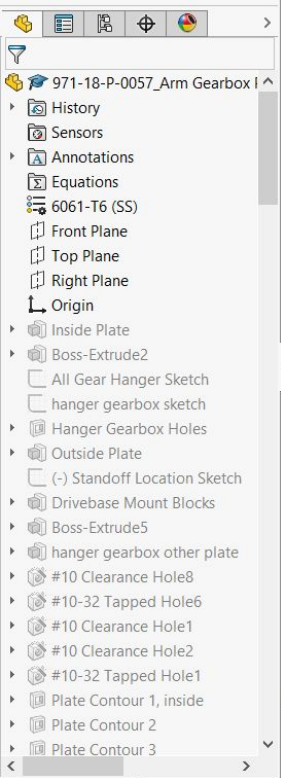 971-18-P-0057_Arm Gearbox
History
Sensors
Annotations
Equations
6061-T6 (SS)
Front Plane
Top Plane
Right Plane
Origin
Inside Plate
Boss-Extrude2
All Gear Hanger Sketch
hanger gearbox sketch
Hanger Gearbox Holes
Outside Plate
(-) Standoff Location Sketch
Drivebase Mount Blocks
Boss-Extrude5
hanger gearbox other plate
#10 Clearance Hole8
#10-32 Tapped Hole6
#10 Clearance Hole1
#10 Clearance Hole2
#10-32 Tapped Hole1
Plate Contour 1, inside
Plate Contour 2
Plate Contour 3